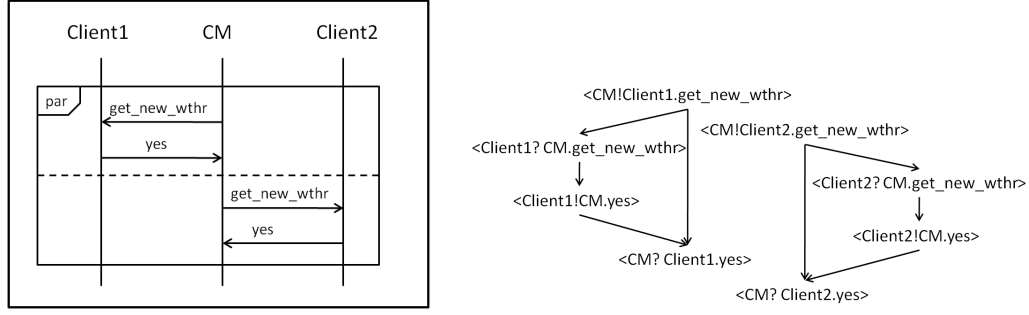 Client1 CM Client2
par
get_new_wthr
yes
get_new_wthr
yes
<CM!Client1.get_new_wthr>
<CM!Client2.get_new_wthr>
<Client1? CM.get_new_wthr>
<Client2? CM.get_new_wthr>
<Client1!CM.yes>
<Client2!CM.yes>
<CM? Client1.yes>
<CM? Client2.yes>